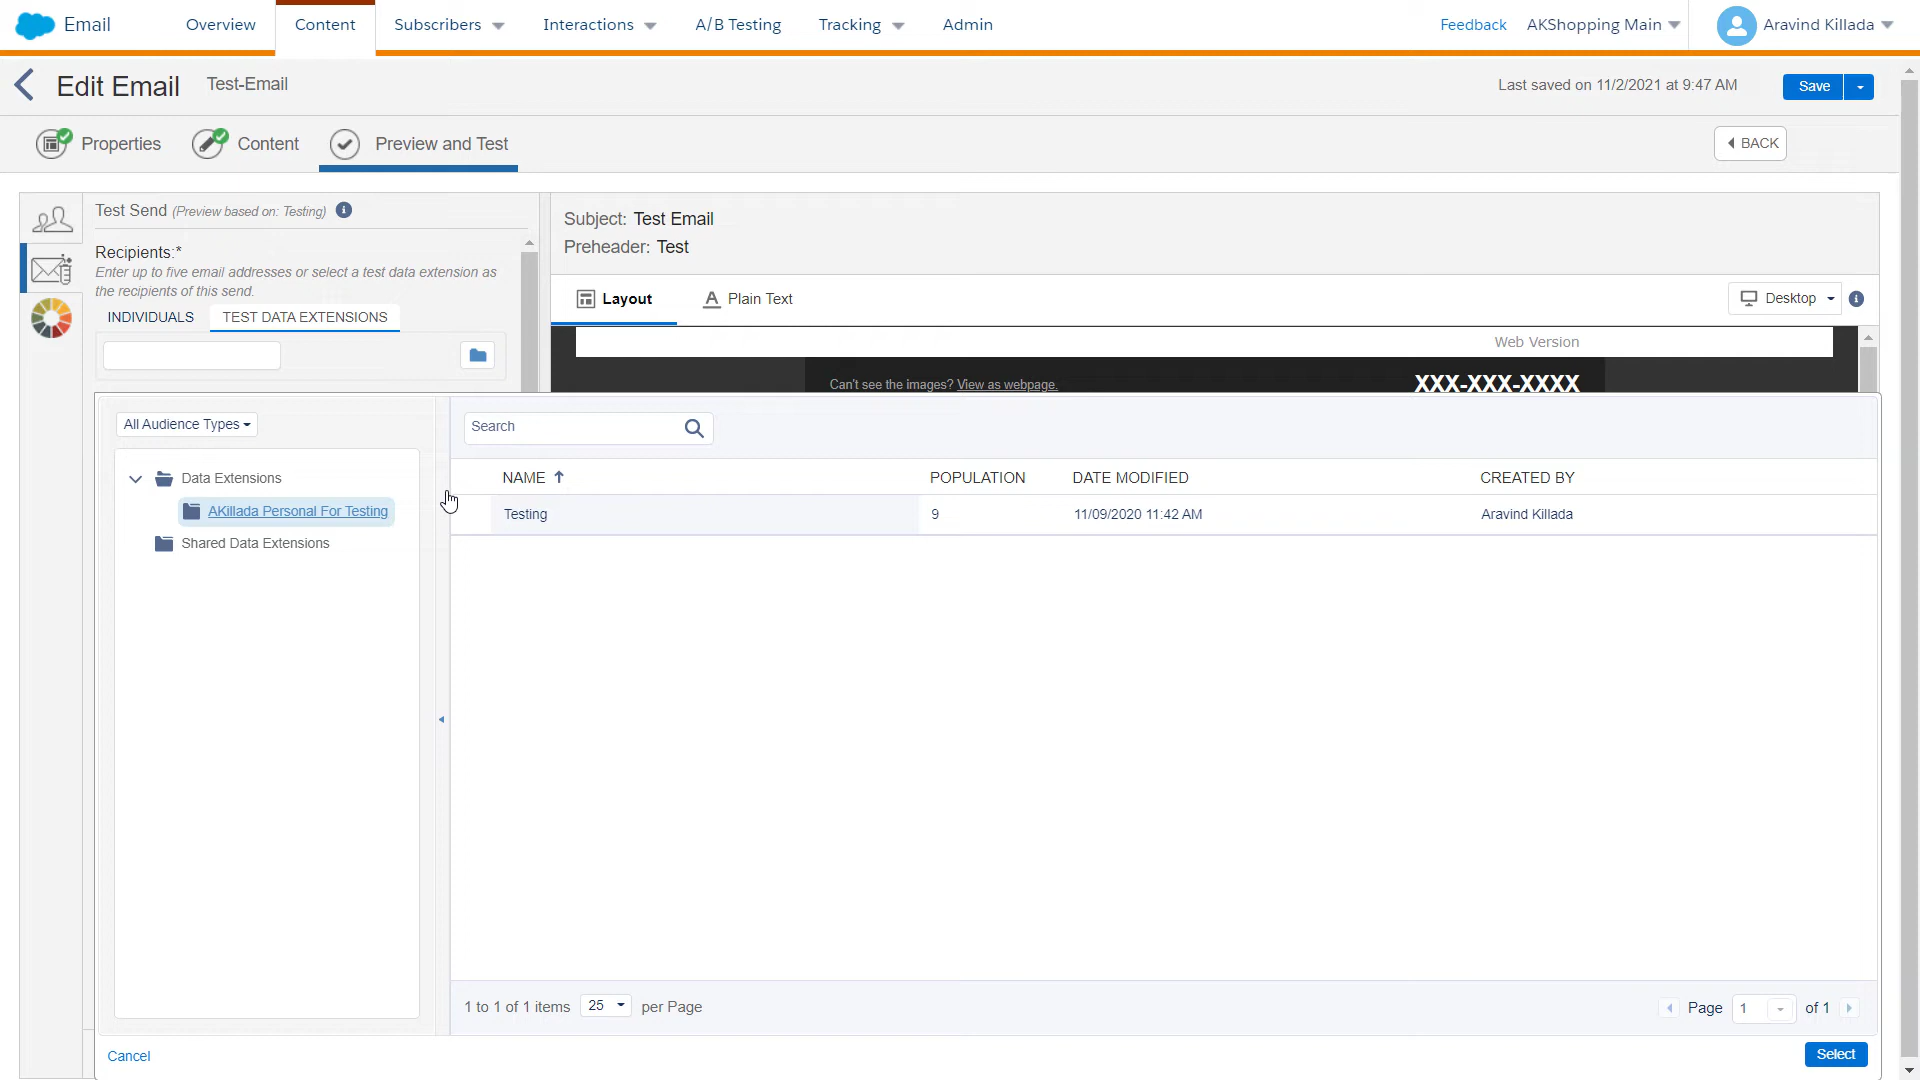 Email
Overview
Content
Subscribers
Interactions
A/B Testing
Tracking
Admin
Feedback
AKShopping Main
Aravind Killada
Edit Email
Test-Email
Last saved on 11/2/2021 at 9:47 AM
Save
Properties
Content
Preview and Test
BACK
Test Send (Preview based on: Testing)
Recipients:*
Enter up to five email addresses or select a test data extension as
the recipients of this send.
INDIVIDUALS
TEST DATA EXTENSIONS
Subject: Test Email
Preheader: Test
Layout
A Plain Text
Desktop
Web Version
Can't see the images? View as webpage.
XXX-XXX-XXXX
All Audience Types
Data Extensions
AKillada Personal For Testing
Shared Data Extensions
Search
NAME
POPULATION
DATE MODIFIED
CREATED BY
Testing
9
11/09/2020 11:42 AM
Aravind Killada
1 to 1 of 1 items
25
per Page
Page
1
of 1
Cancel
Select